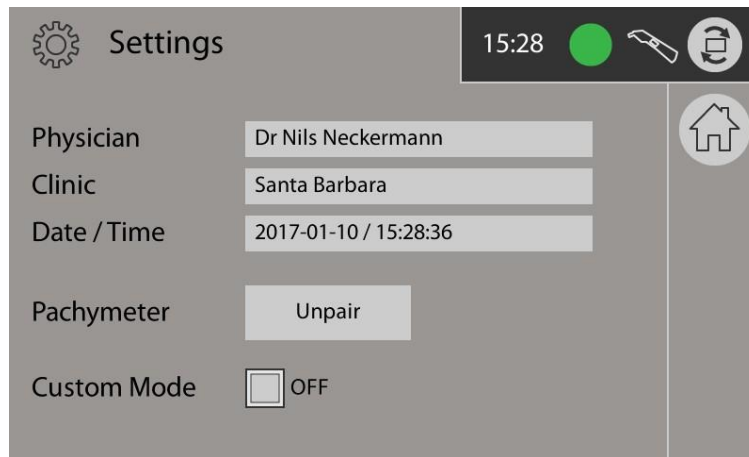 Settings
15:28
Physician Dr Nils Neckermann
Clinic Santa Barbara
Date / Time 2017-01-10 / 15:28:36
Pachymeter Unpair
Custom Mode OFF